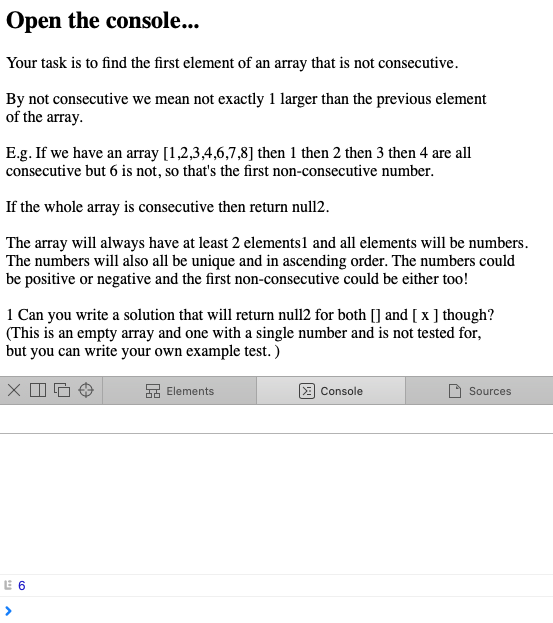 Open the console...
Your task is to find the first element of an array that is not consecutive.
By not consecutive we mean not exactly 1 larger than the previous element
of the array.
E.g. If we have an array [1,2,3,4,6,7,8] then 1 then 2 then 3 then 4 are all
consecutive but 6 is not, so that's the first non-consecutive number.
If the whole array is consecutive then return null2.
The array will always have at least 2 elements1 and all elements will be numbers.
The numbers will also all be unique and in ascending order. The numbers could
be positive or negative and the first non-consecutive could be either too!
1 Can you write a solution that will return null2 for both [] and [ x ] though?
(This is an empty array and one with a single number and is not tested for,
but you can write your own example test. )
Elements Console Sources
6